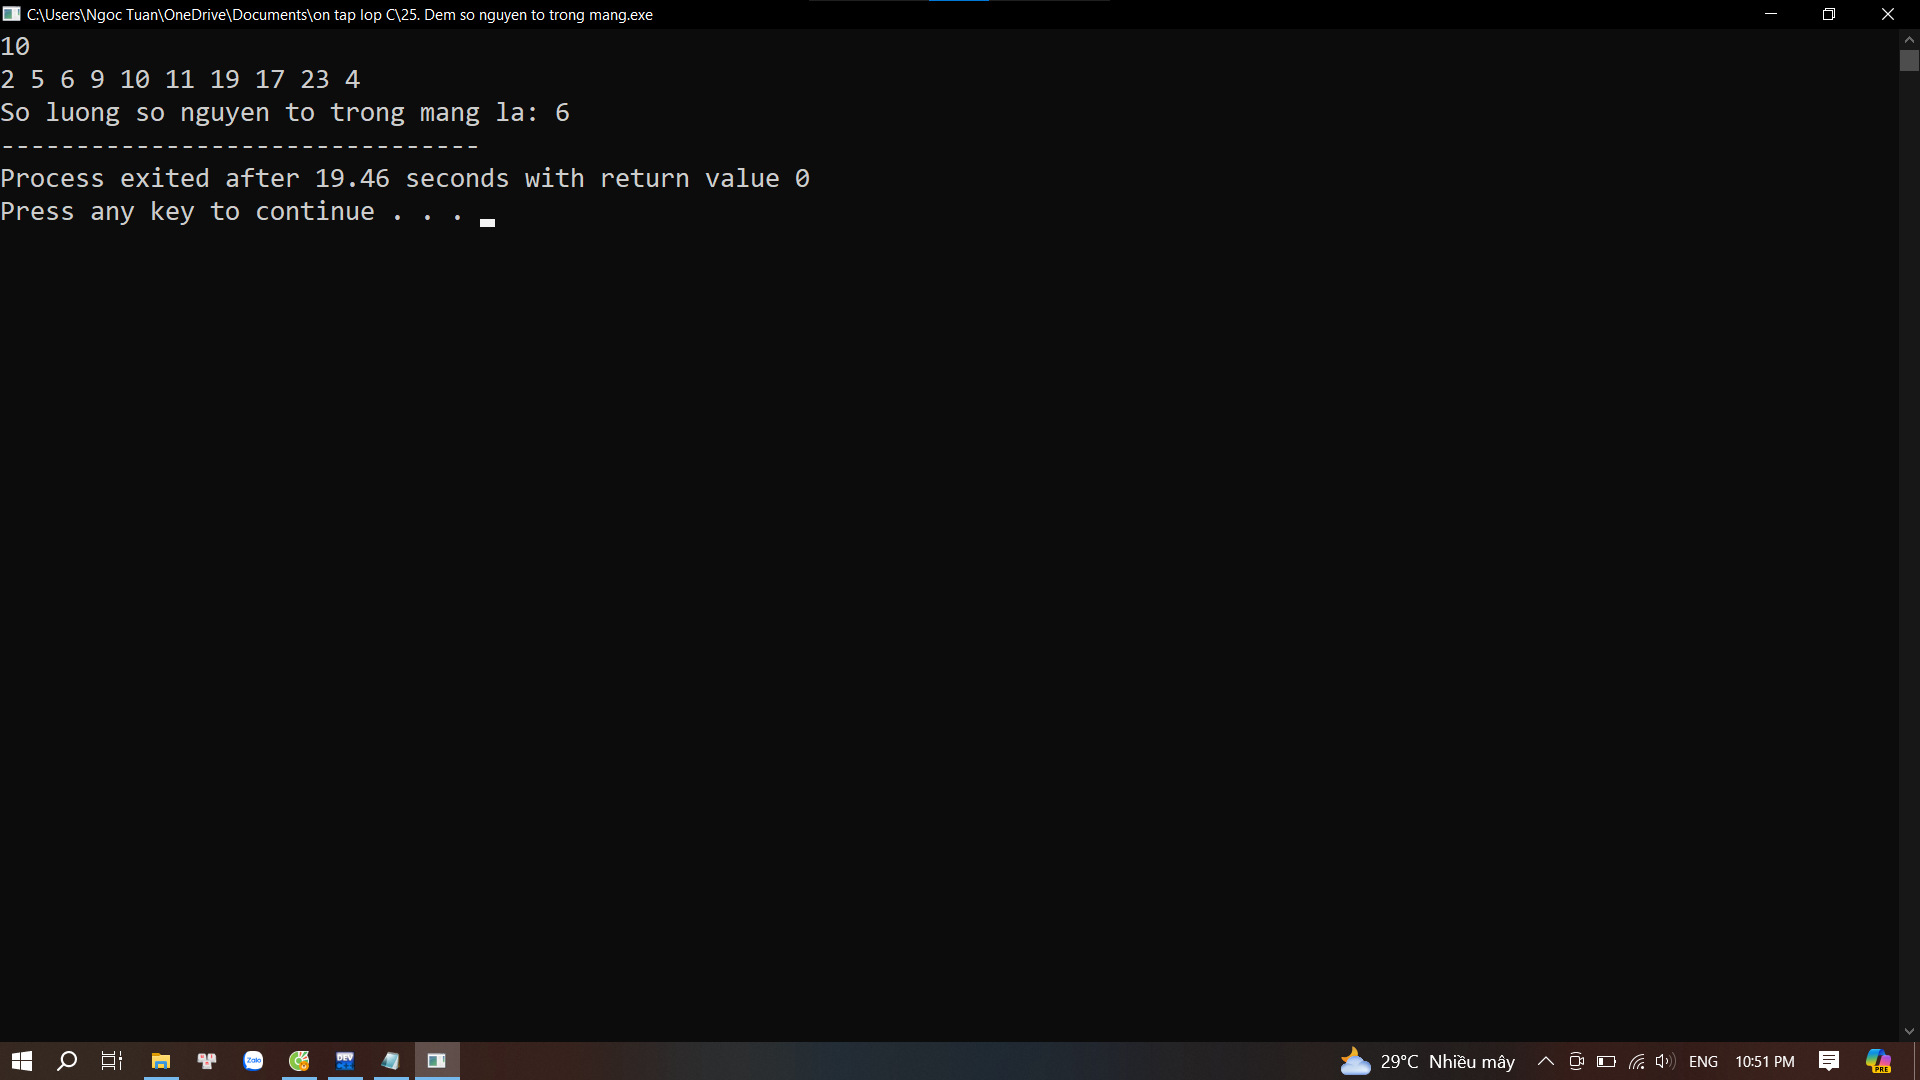 C:\Users\Ngoc Tuan\OneDrive\Documents\on tap lop C\25. Dem so nguyen to trong mang.exe
10
2 5 6 9 10 11 19 17 23 4
So luong so nguyen to trong mang la: 6
--------------------------------
Process exited after 19.46 seconds with return value 0
Press any key to continue . . .
Zalo
DEV
C++
29°C Nhiều mây
ENG
10:51 PM
PRE